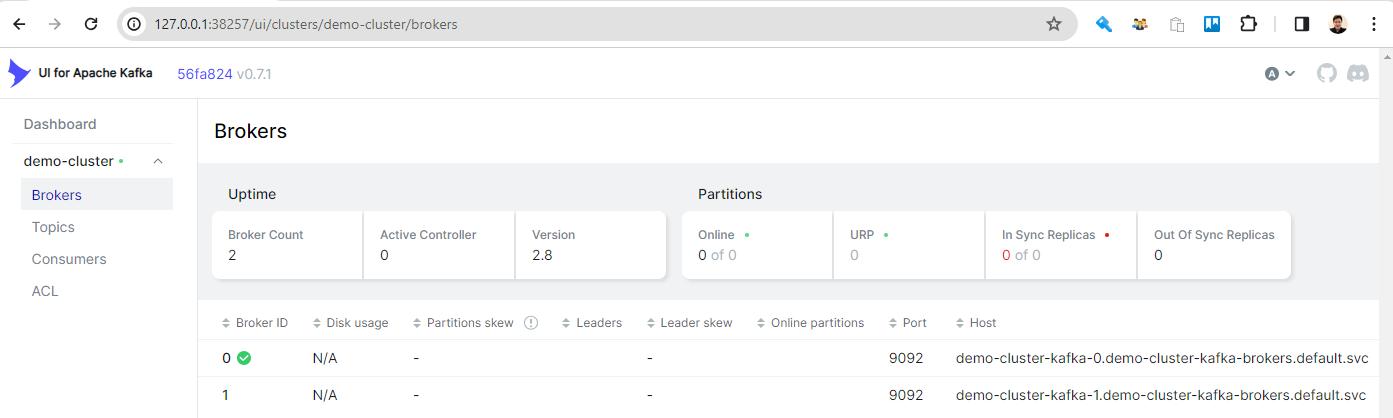 127.0.0.1:38257/ui/clusters/demo-cluster/brokers
UI for Apache Kafka 56fa824 v0.7.1 A
Dashboard
demo-cluster
Brokers
Topics
Consumers
ACL
Brokers
Uptime
Broker Count Active Controller Version
2 0 2.8
Partitions
Online URP In Sync Replicas Out Of Sync Replicas
0 of 0 0 0 of 0 0
Broker ID Disk usage Partitions skew Leaders Leader skew Online partitions Port Host
0 N/A - - 9092 demo-cluster-kafka-0.demo-cluster-kafka-brokers.default.svc
1 N/A - - 9092 demo-cluster-kafka-1.demo-cluster-kafka-brokers.default.svc